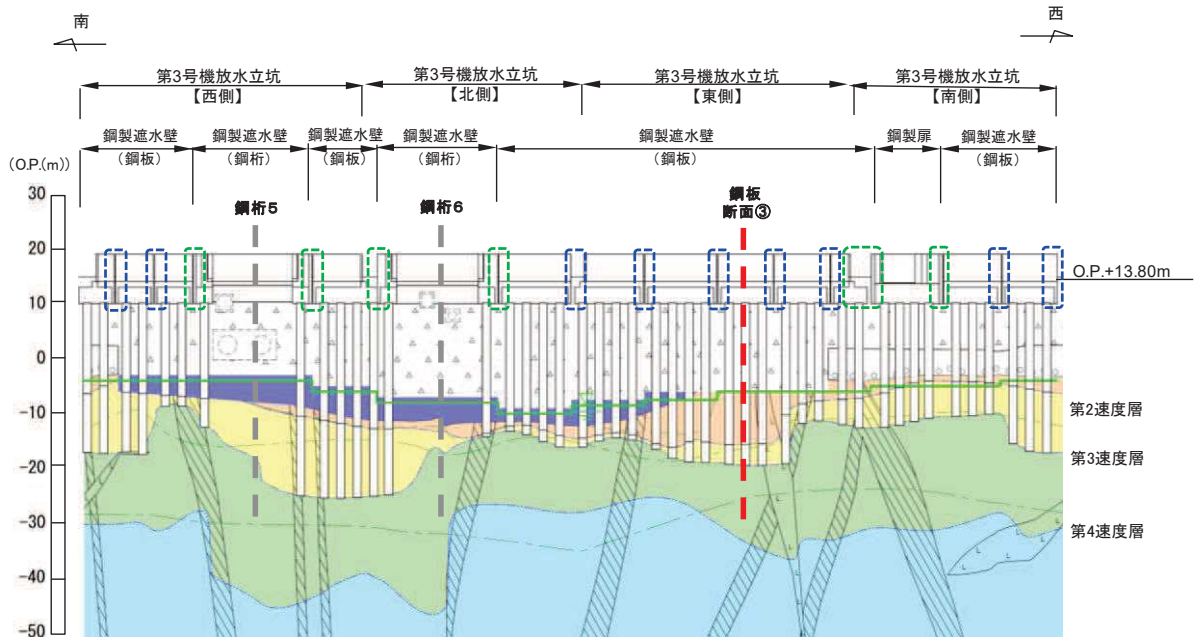 南
西
第3号機放水立坑
【西側】
第3号機放水立坑
【北側】
第3号機放水立坑
【東側】
第3号機放水立坑
【南側】
鋼製遮水壁
(鋼板)
鋼製遮水壁
(鋼桁)
鋼製遮水壁
(鋼板)
鋼製遮水壁
(鋼桁)
鋼製遮水壁
(鋼板)
鋼製扉
鋼製遮水壁
(鋼板)
(O.P.(m))
30
20
10
0
-10
-20
-30
-40
-50
鋼桁5
鋼桁6
鋼板
断面③
O.P.+13.80m
第2速度層
第3速度層
第4速度層